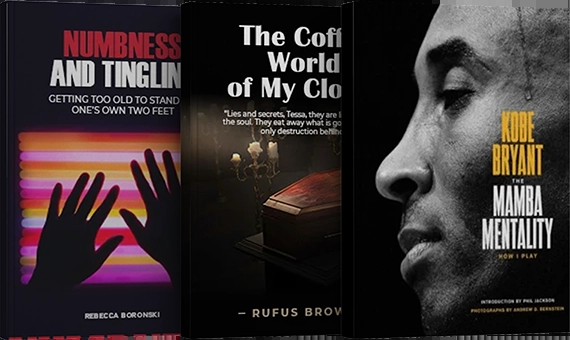 NUMBNESS
AND TINGLIN
GETTING TOO OLD TO STAND
ONE'S OWN TWO FEET
REBECCA BORONSKI
The Coff
World
of My Clo
"Lies and secrets, Tessa, they are l
the soul. They eat away what is go
only destruction behin
– RUFUS BROW
KOBE
BRYANT
THE
MAMBA
MENTALITY
HOW I PLAY
INTRODUCTION BY PHIL JACKSON
PHOTOGRAPHS BY ANDREW D. BERNSTEIN